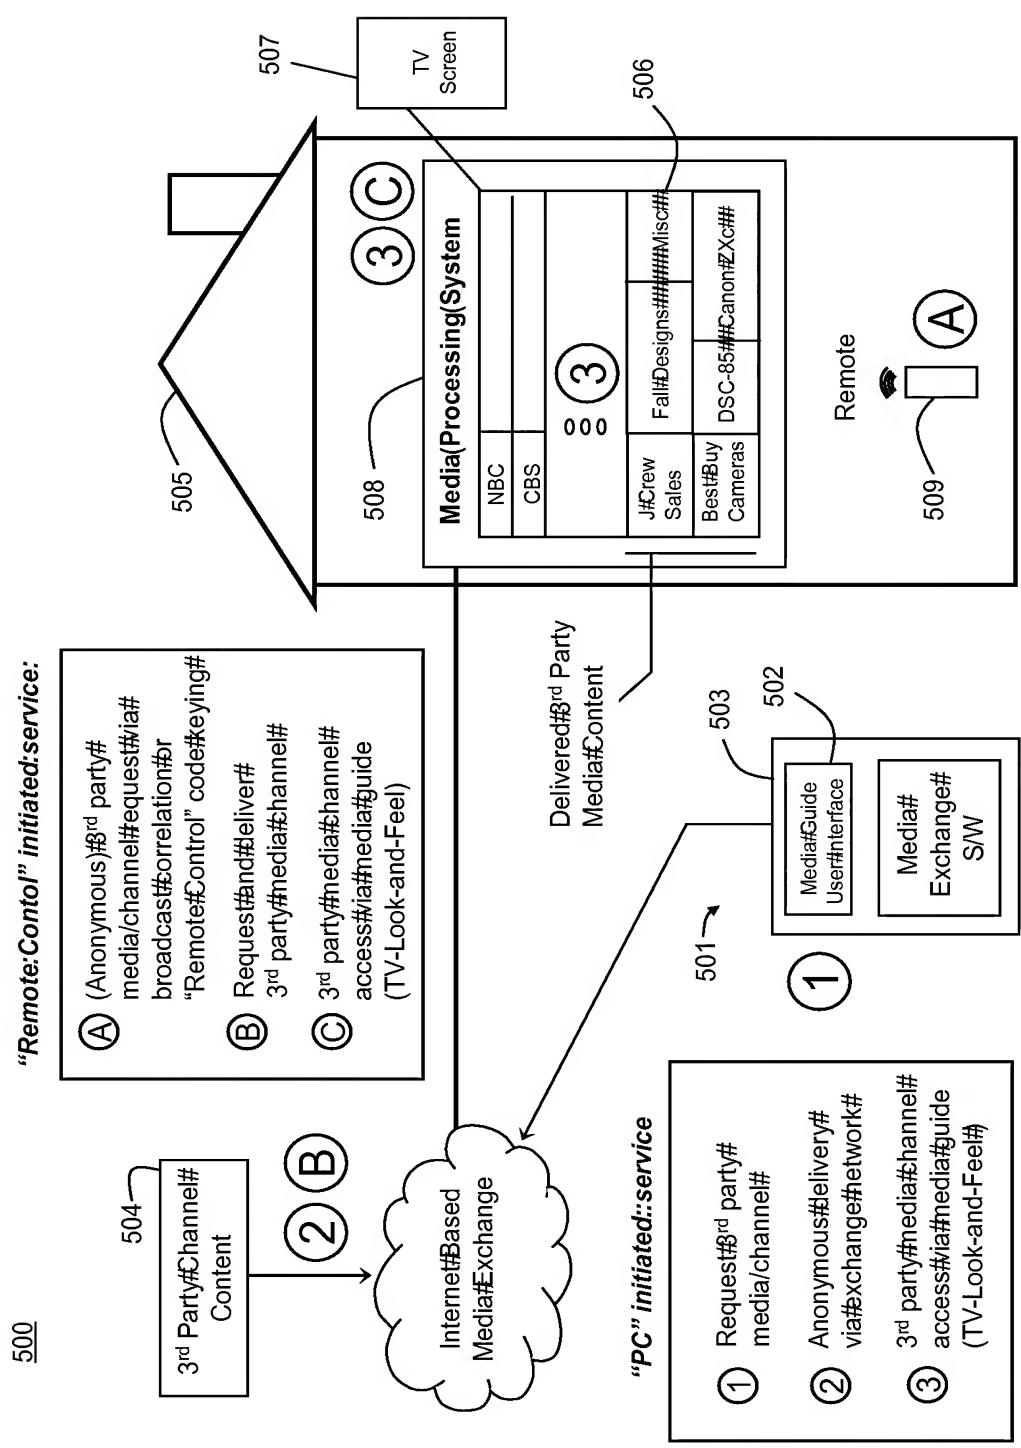 500
"Remote:Contol" initiated:service:
Ⓐ (Anonymous)#3rd party#
media/channel#request#via#
broadcast#correlation#or
"Remote#Control" code#keying#
Ⓑ Request#and#deliver#
3rd party#media#channel#
Ⓒ 3rd party#media#channel#
access#via#media#guide
(TV-Look-and-Feel)
504
3rd Party#Channel#
Content
2 B
Internet#Based
Media#Exchange
505
3 C
508
Media(Processing(System
507
TV
Screen
NBC
CBS
000
3
J#Crew
Sales
Fall#Designs######Misc##
506
Best#Buy
Cameras
DSC-85###Canon#ZXc##
Delivered#3rd Party
Media#Content
Remote
509
A
"PC" initiated::service
① Request#3rd party#
media/channel#
② Anonymous#delivery#
via#exchange#network#
③ 3rd party#media#channel#
access#via#media#guide
(TV-Look-and-Feel#)
501
1
503
502
Media#Guide
User#Interface
Media#
Exchange#
S/W